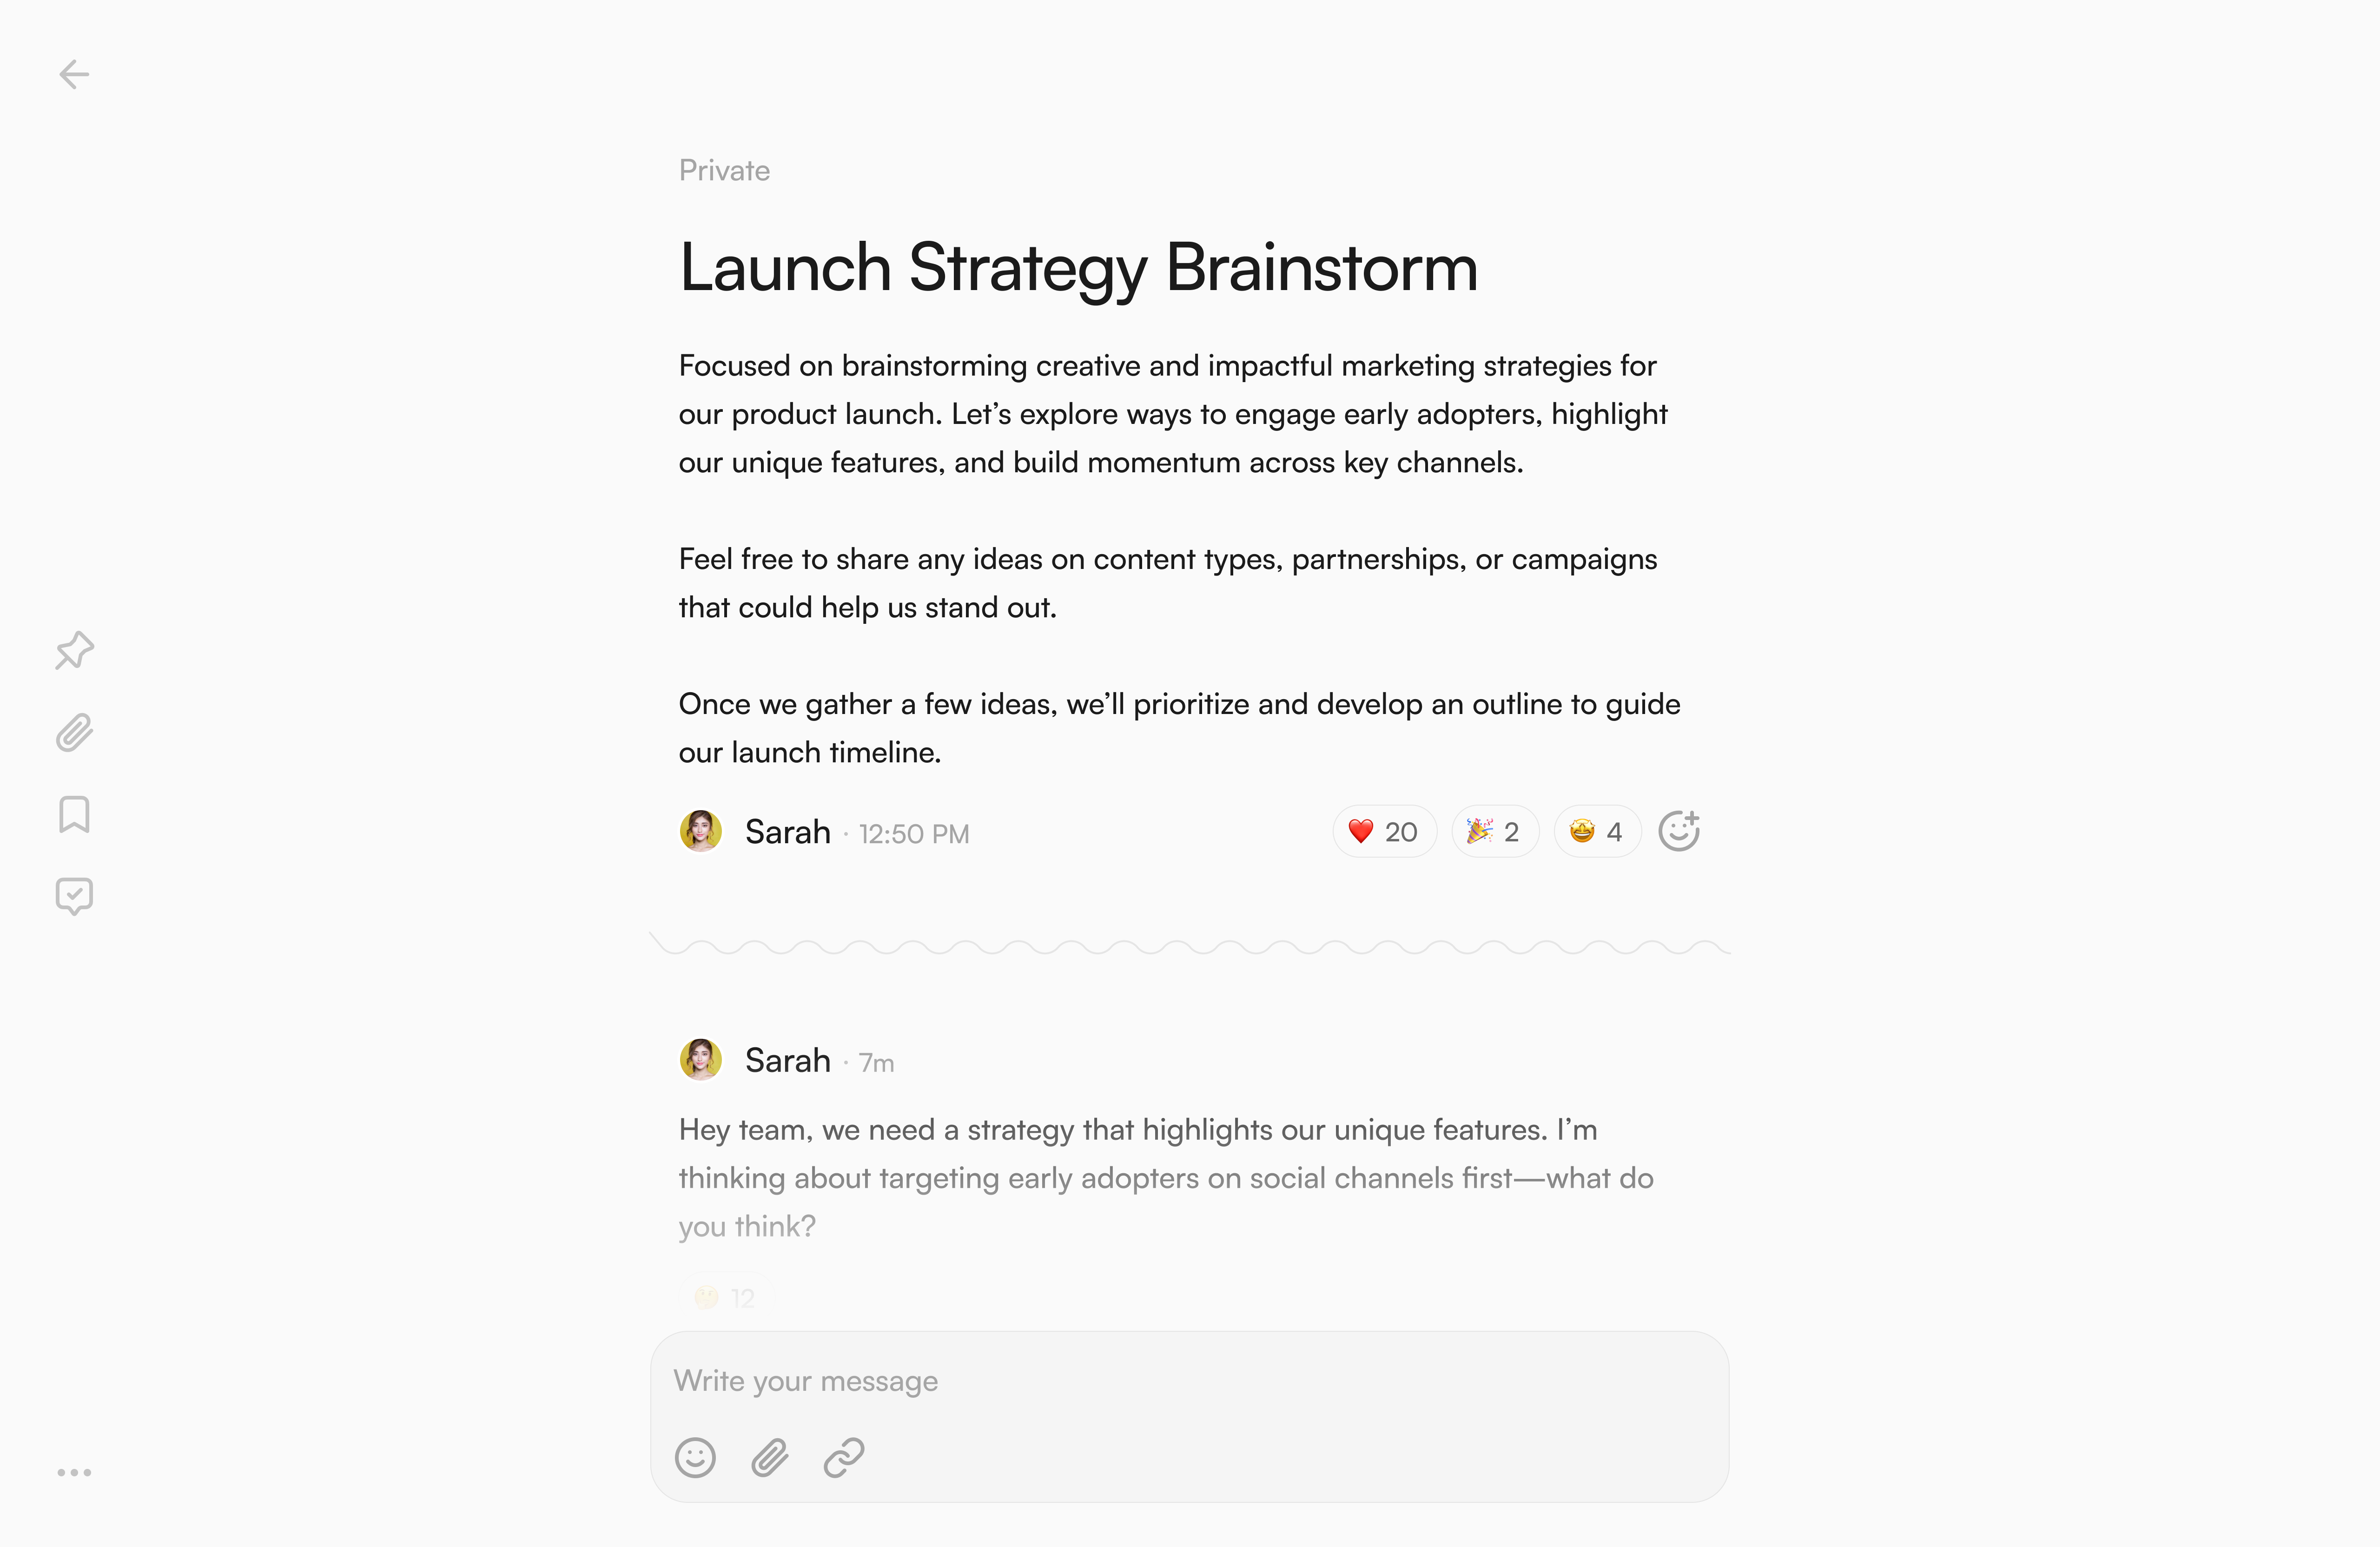 Private
Launch Strategy Brainstorm
Focused on brainstorming creative and impactful marketing strategies for
our product launch. Let’s explore ways to engage early adopters, highlight
our unique features, and build momentum across key channels.
Feel free to share any ideas on content types, partnerships, or campaigns
that could help us stand out.
Once we gather a few ideas, we’ll prioritize and develop an outline to guide
our launch timeline.
Sarah · 12:50 PM ❤️ 20 🎉 2 🤩 4
Sarah · 7m
Hey team, we need a strategy that highlights our unique features. I’m
thinking about targeting early adopters on social channels first—what do
you think?
🤔 12
Write your message